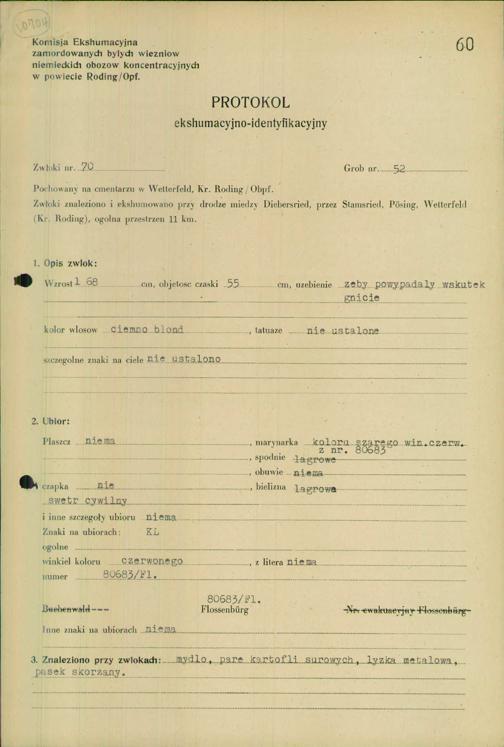 10704
60
Komisja Ekshumacyjna
zamordowanych bylych wiezniow
niemieckich obozow koncentracyjnych
w powiecie Roding/Opf.
PROTOKOL
ekshumacyjno-identyfikacyjny
Zwloki nr. 70 Grob nr. 52
Pochowany na cmentarzu w Wetterfeld, Kr. Roding / Obpf.
Zwloki znaleziono i ekshumowano przy drodze miedzy Diebersried, przez Stamsried, Pösing, Wetterfeld
(Kr. Roding), ogolna przestrzen 11 km.
1. Opis zwlok:
Wzrost 1 68 cm, objetosc czaski 55 cm, uzebienie zeby powypadaly wskutek
gnicie
kolor wlosow ciemno blond , tatuaze nie ustalone
szczegolne znaki na ciele nie ustalono
2. Ubior:
Plaszcz niema , marynarka koloru szarego win.czerw.
z nr. 80683
, spodnie lagrowe
, obuwie niema
czapka nie , bielizna lagrowa
swetr cywilny
i inne szczegoly ubioru niema
Znaki na ubiorach: KL
ogolne
winkiel koloru czerwonego , z litera niema
numer 80683/Fl.
80683/Fl.
Buchenwald --- Flossenbürg Nr. ewakuacyjny Flossenbürg
Inne znaki na ubiorach niema
3. Znaleziono przy zwlokach: mydlo, pare kartofli surowych, lyzka metalowa,
pasek skorzany.